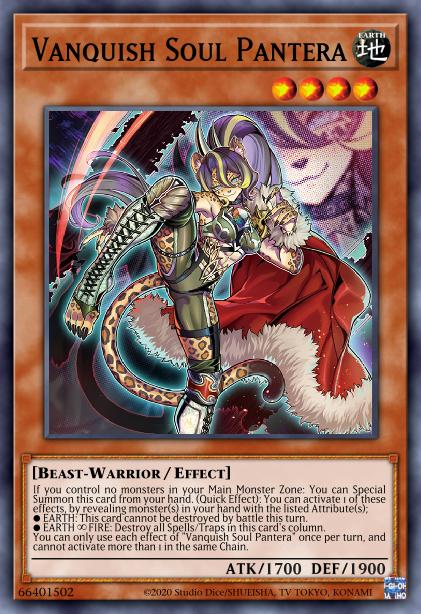 VANQUISH SOUL PANTERA
EARTH
地
[BEAST-WARRIOR / EFFECT]
If you control no monsters in your Main Monster Zone: You can Special
Summon this card from your hand. (Quick Effect): You can activate 1 of these
effects, by revealing monster(s) in your hand with the listed Attribute(s);
● EARTH: This card cannot be destroyed by battle this turn.
● EARTH ∞ FIRE: Destroy all Spells/Traps in this card's column.
You can only use each effect of "Vanquish Soul Pantera" once per turn, and
cannot activate more than 1 in the same Chain.
ATK/1700 DEF/1900
66401502 ©2020 Studio Dice/SHUEISHA, TV TOKYO, KONAMI